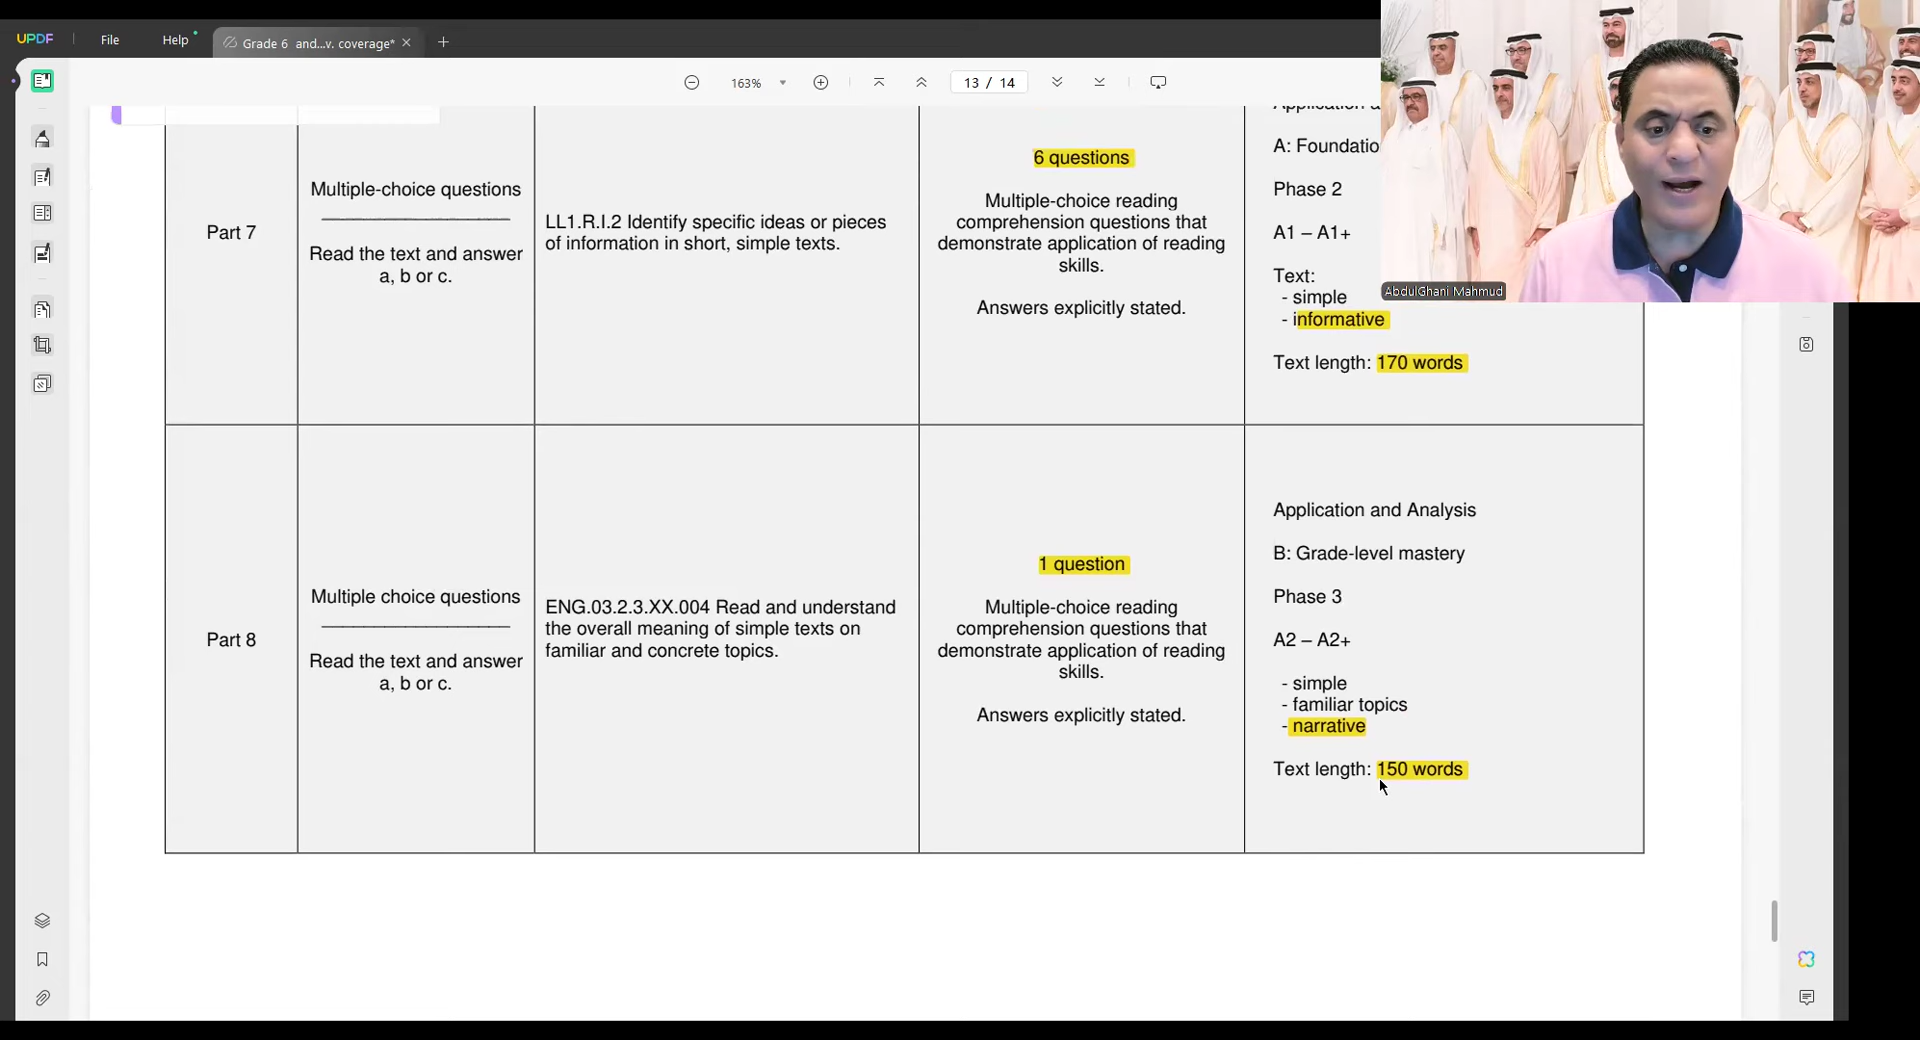 UPDF
File
Help
Grade 6 and...v. coverage*
163%
13 / 14
Part 7
Multiple-choice questions
Read the text and answer
a, b or c.
LL1.R.I.2 Identify specific ideas or pieces
of information in short, simple texts.
6 questions
Multiple-choice reading
comprehension questions that
demonstrate application of reading
skills.
Answers explicitly stated.
Application a
A: Foundatio
Phase 2
A1 – A1+
Text:
- simple
- informative
Text length: 170 words
AbdulGhani Mahmud
Part 8
Multiple choice questions
Read the text and answer
a, b or c.
ENG.03.2.3.XX.004 Read and understand
the overall meaning of simple texts on
familiar and concrete topics.
1 question
Multiple-choice reading
comprehension questions that
demonstrate application of reading
skills.
Answers explicitly stated.
Application and Analysis
B: Grade-level mastery
Phase 3
A2 – A2+
- simple
- familiar topics
- narrative
Text length: 150 words